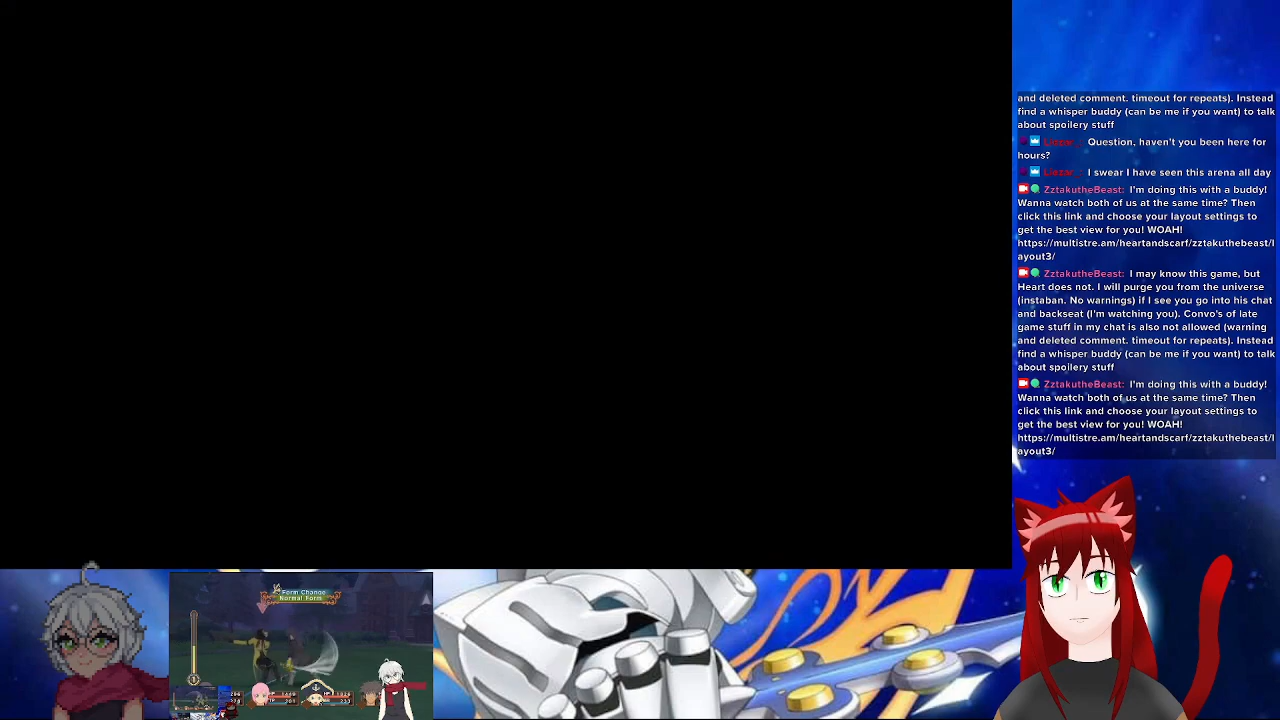 and deleted comment. timeout for repeats). Instead
find a whisper buddy (can be me if you want) to talk
about spoilery stuff
Question, haven't you been here for
hours?
I swear I have seen this arena all day
ZztakutheBeast: I'm doing this with a buddy!
Wanna watch both of us at the same time? Then
click this link and choose your layout settings to
get the best view for you! WOAH!
https://multistre.am/heartandscarf/zztakuthebeast/l
ayout3/
ZztakutheBeast: I may know this game, but
Heart does not. I will purge you from the universe
(instaban. No warnings) if I see you go into his chat
and backseat (I'm watching you). Convo's of late
game stuff in my chat is also not allowed (warning
and deleted comment. timeout for repeats). Instead
find a whisper buddy (can be me if you want) to talk
about spoilery stuff
ZztakutheBeast: I'm doing this with a buddy!
Wanna watch both of us at the same time? Then
click this link and choose your layout settings to
get the best view for you! WOAH!
https://multistre.am/heartandscarf/zztakuthebeast/l
ayout3/
Form Change
Normal Form